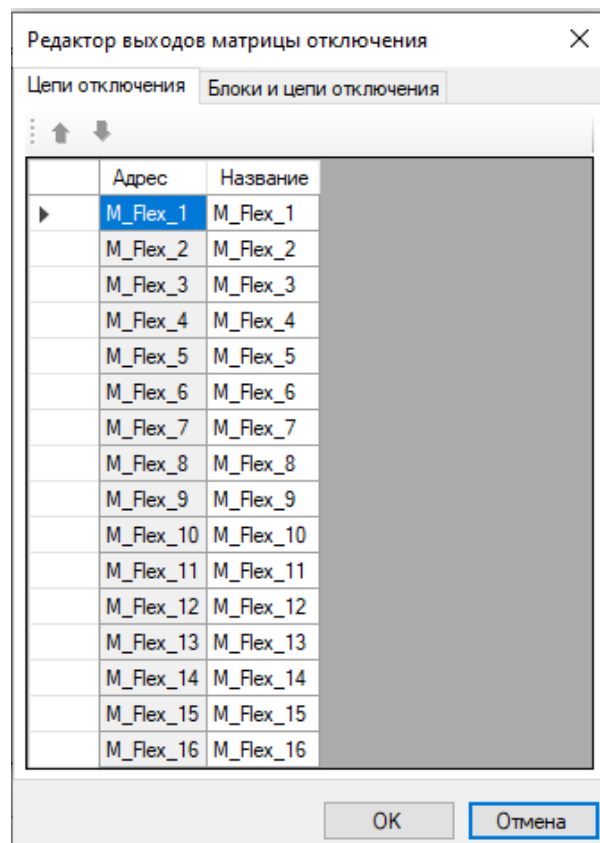 Редактор выходов матрицы отключения
Цепи отключения Блоки и цепи отключения
Адрес Название
M_Flex_1 M_Flex_1
M_Flex_2 M_Flex_2
M_Flex_3 M_Flex_3
M_Flex_4 M_Flex_4
M_Flex_5 M_Flex_5
M_Flex_6 M_Flex_6
M_Flex_7 M_Flex_7
M_Flex_8 M_Flex_8
M_Flex_9 M_Flex_9
M_Flex_10 M_Flex_10
M_Flex_11 M_Flex_11
M_Flex_12 M_Flex_12
M_Flex_13 M_Flex_13
M_Flex_14 M_Flex_14
M_Flex_15 M_Flex_15
M_Flex_16 M_Flex_16
OK Отмена